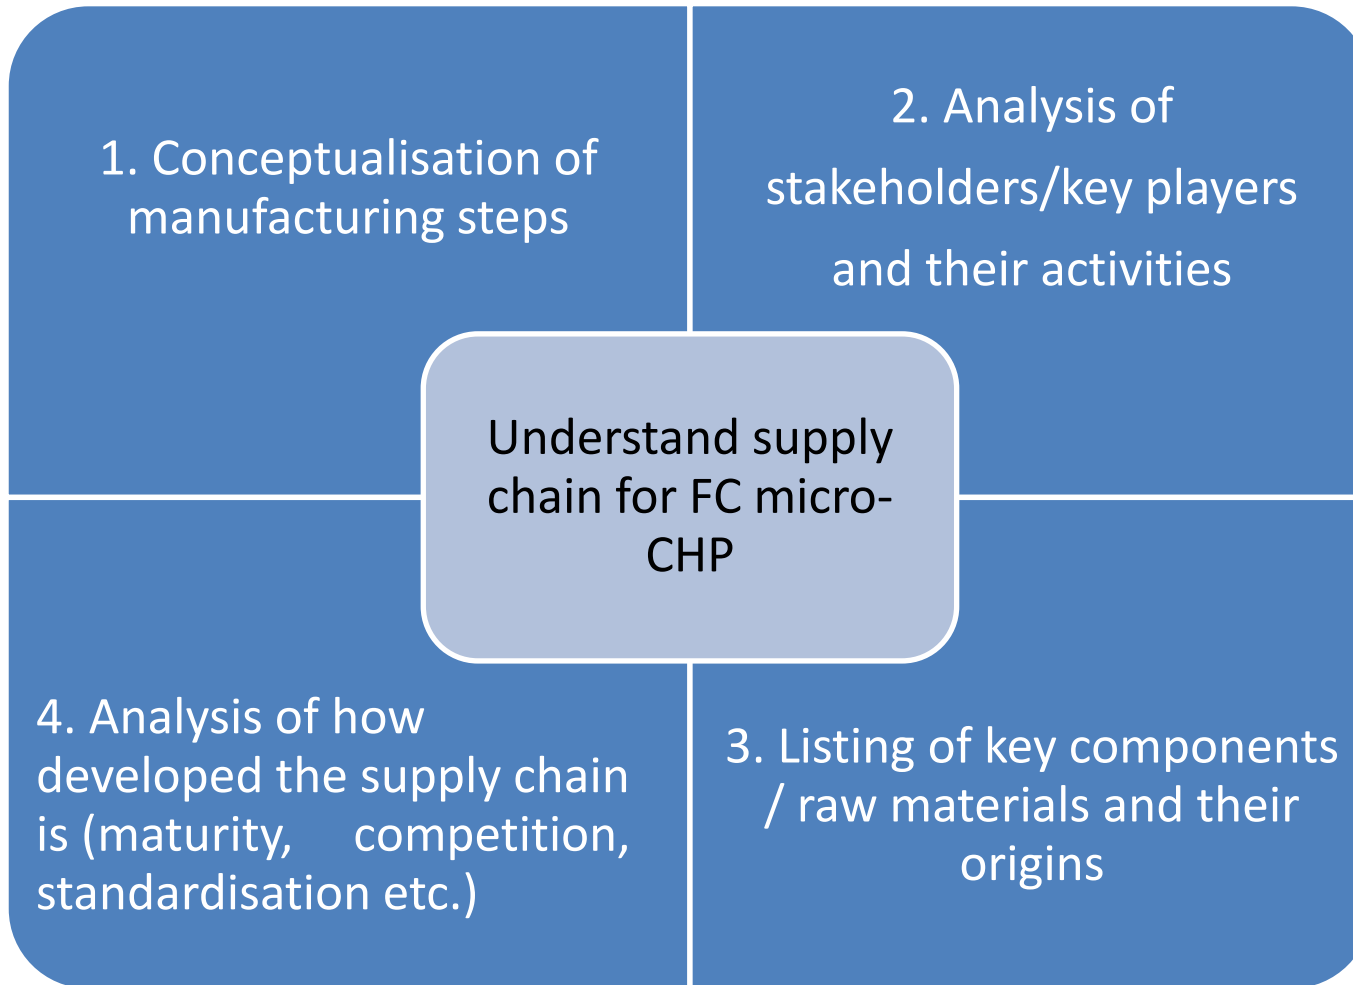 1. Conceptualisation of
manufacturing steps
2. Analysis of
stakeholders/key players
and their activities
Understand supply
chain for FC micro-
CHP
3. Listing of key components
/ raw materials and their
origins
4. Analysis of how
developed the supply chain
is (maturity, competition,
standardisation etc.)